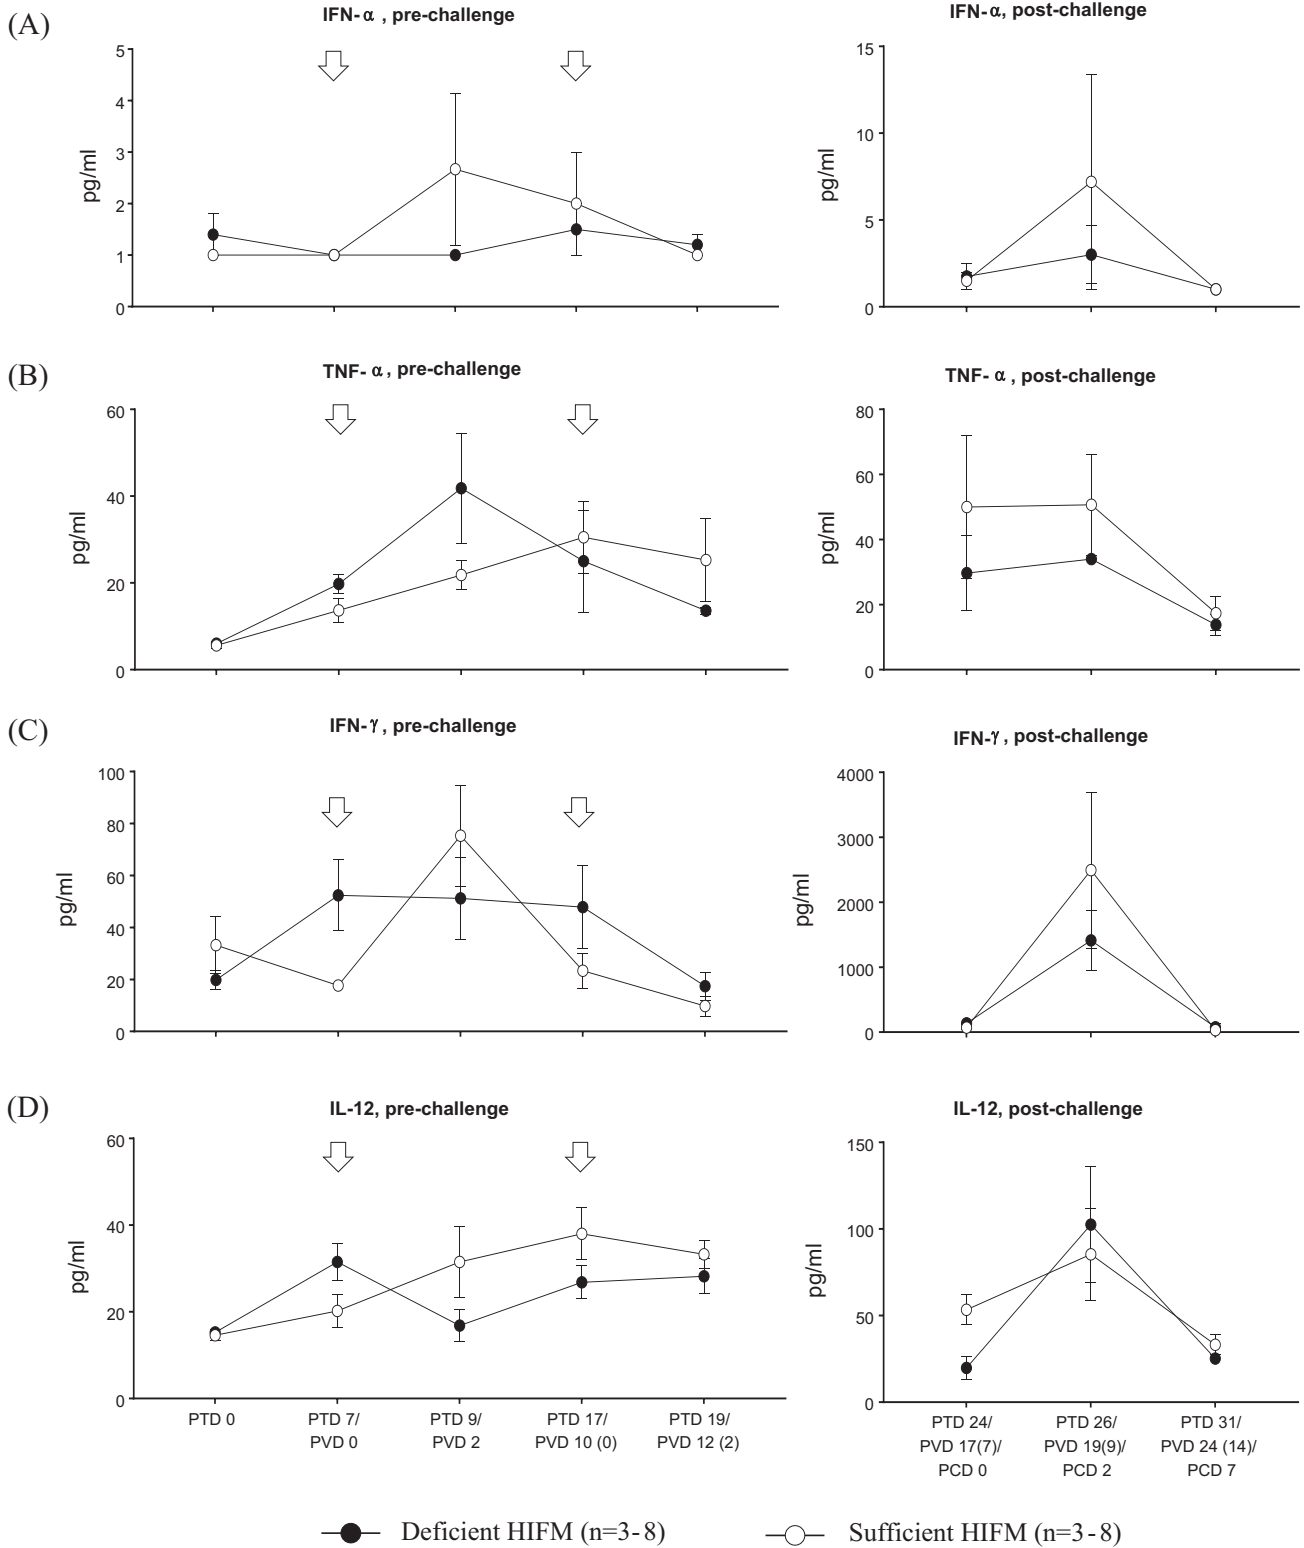 (A)
IFN-α, pre-challenge
IFN-α, post-challenge
5
4
3
2
1
0
pg/ml
15
10
5
0
pg/ml
(B)
TNF-α, pre-challenge
TNF-α, post-challenge
60
40
20
0
pg/ml
80
60
40
20
0
pg/ml
(C)
IFN-γ, pre-challenge
IFN-γ, post-challenge
100
80
60
40
20
0
pg/ml
4000
3000
2000
1000
0
pg/ml
(D)
IL-12, pre-challenge
IL-12, post-challenge
60
40
20
0
pg/ml
150
100
50
0
pg/ml
PTD 0
PTD 7/
PVD 0
PTD 9/
PVD 2
PTD 17/
PVD 10 (0)
PTD 19/
PVD 12 (2)
PTD 24/
PVD 17(7)/
PCD 0
PTD 26/
PVD 19(9)/
PCD 2
PTD 31/
PVD 24 (14)/
PCD 7
Deficient HIFM (n=3-8)
Sufficient HIFM (n=3-8)